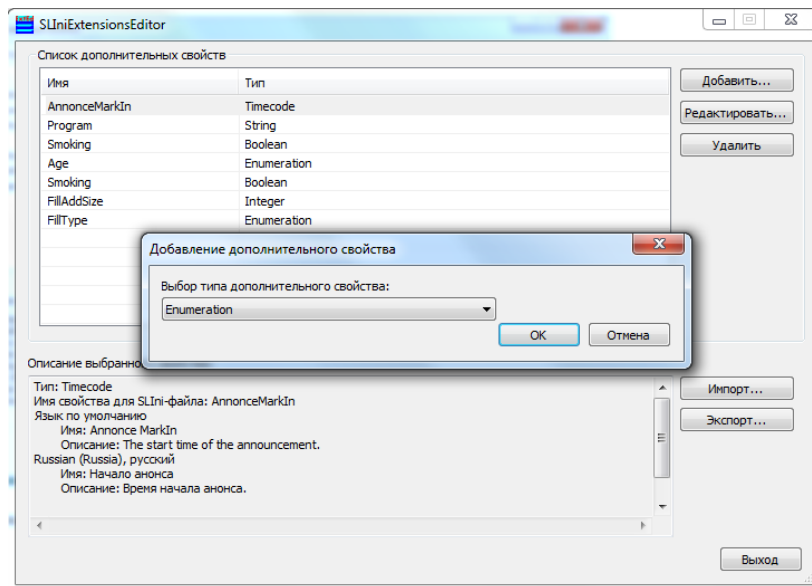 SLIniExtensionsEditor
Список дополнительных свойств
Имя Тип
AnnonceMarkIn Timecode
Program String
Smoking Boolean
Age Enumeration
Smoking Boolean
FillAddSize Integer
FillType Enumeration
Добавить...
Редактировать...
Удалить
Добавление дополнительного свойства
Выбор типа дополнительного свойства:
Enumeration
OK Отмена
Описание выбранно
Тип: Timecode
Имя свойства для SLIni-файла: AnnonceMarkIn
Язык по умолчанию
Имя: Annonce MarkIn
Описание: The start time of the announcement.
Russian (Russia), русский
Имя: Начало анонса
Описание: Время начала анонса.
Импорт...
Экспорт...
Выход